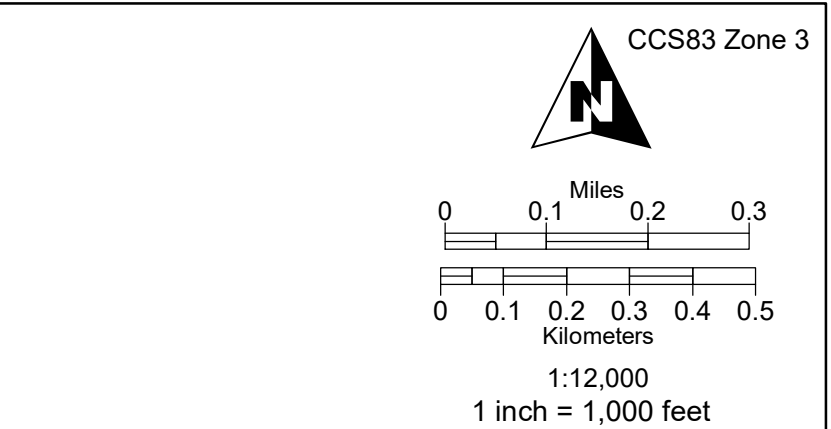 CCS83 Zone 3
N
Miles
0 0.1 0.2 0.3
0 0.1 0.2 0.3 0.4 0.5
Kilometers
1:12,000
1 inch = 1,000 feet